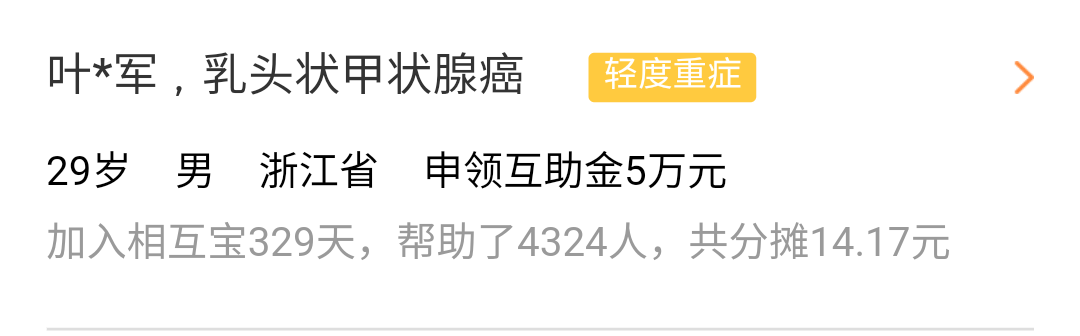 叶*军，乳头状甲状腺癌 轻度重症
29岁 男 浙江省 申领互助金5万元
加入相互宝329天，帮助了4324人，共分摊14.17元